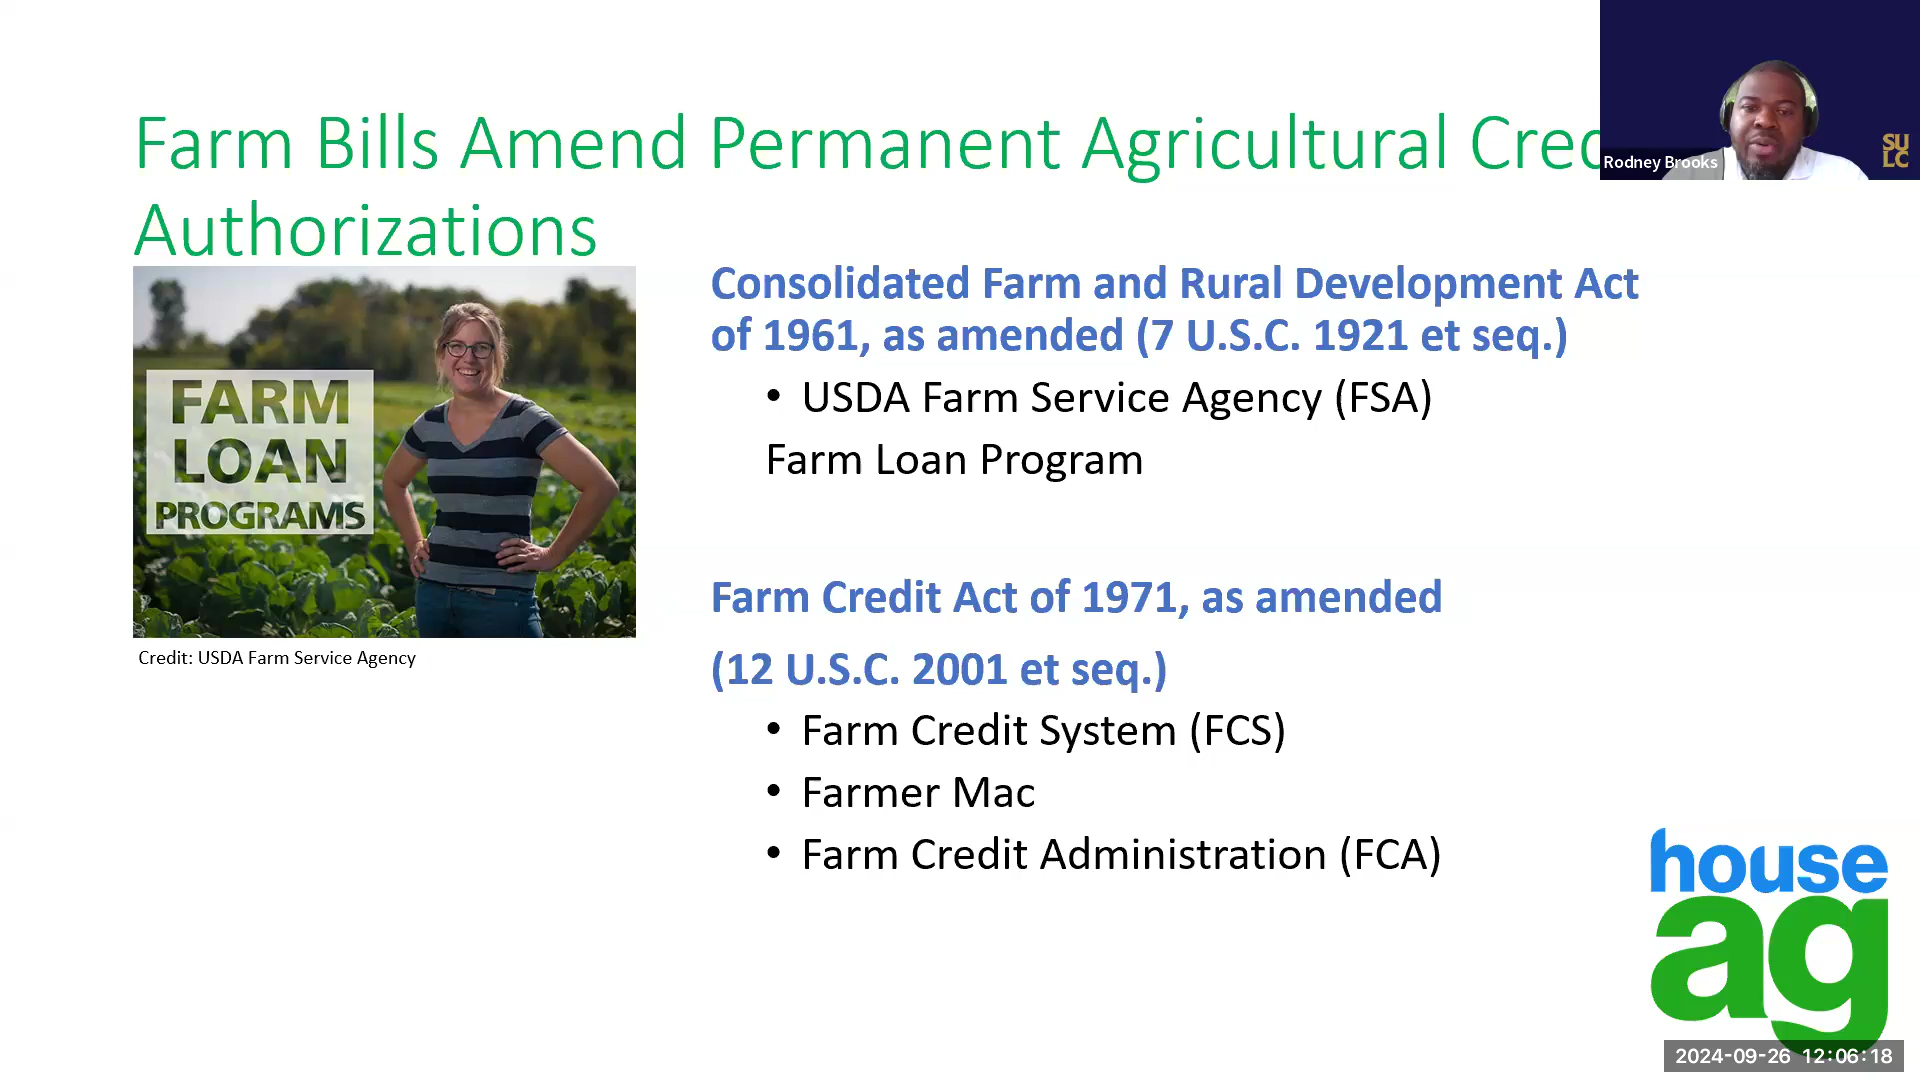 Farm Bills Amend Permanent Agricultural Cred
Authorizations
Rodney Brooks
SU
LC
FARM
LOAN
PROGRAMS
Credit: USDA Farm Service Agency
Consolidated Farm and Rural Development Act
of 1961, as amended (7 U.S.C. 1921 et seq.)
• USDA Farm Service Agency (FSA)
Farm Loan Program
Farm Credit Act of 1971, as amended
(12 U.S.C. 2001 et seq.)
• Farm Credit System (FCS)
• Farmer Mac
• Farm Credit Administration (FCA)
house
ag
2024-09-26 12:06:18